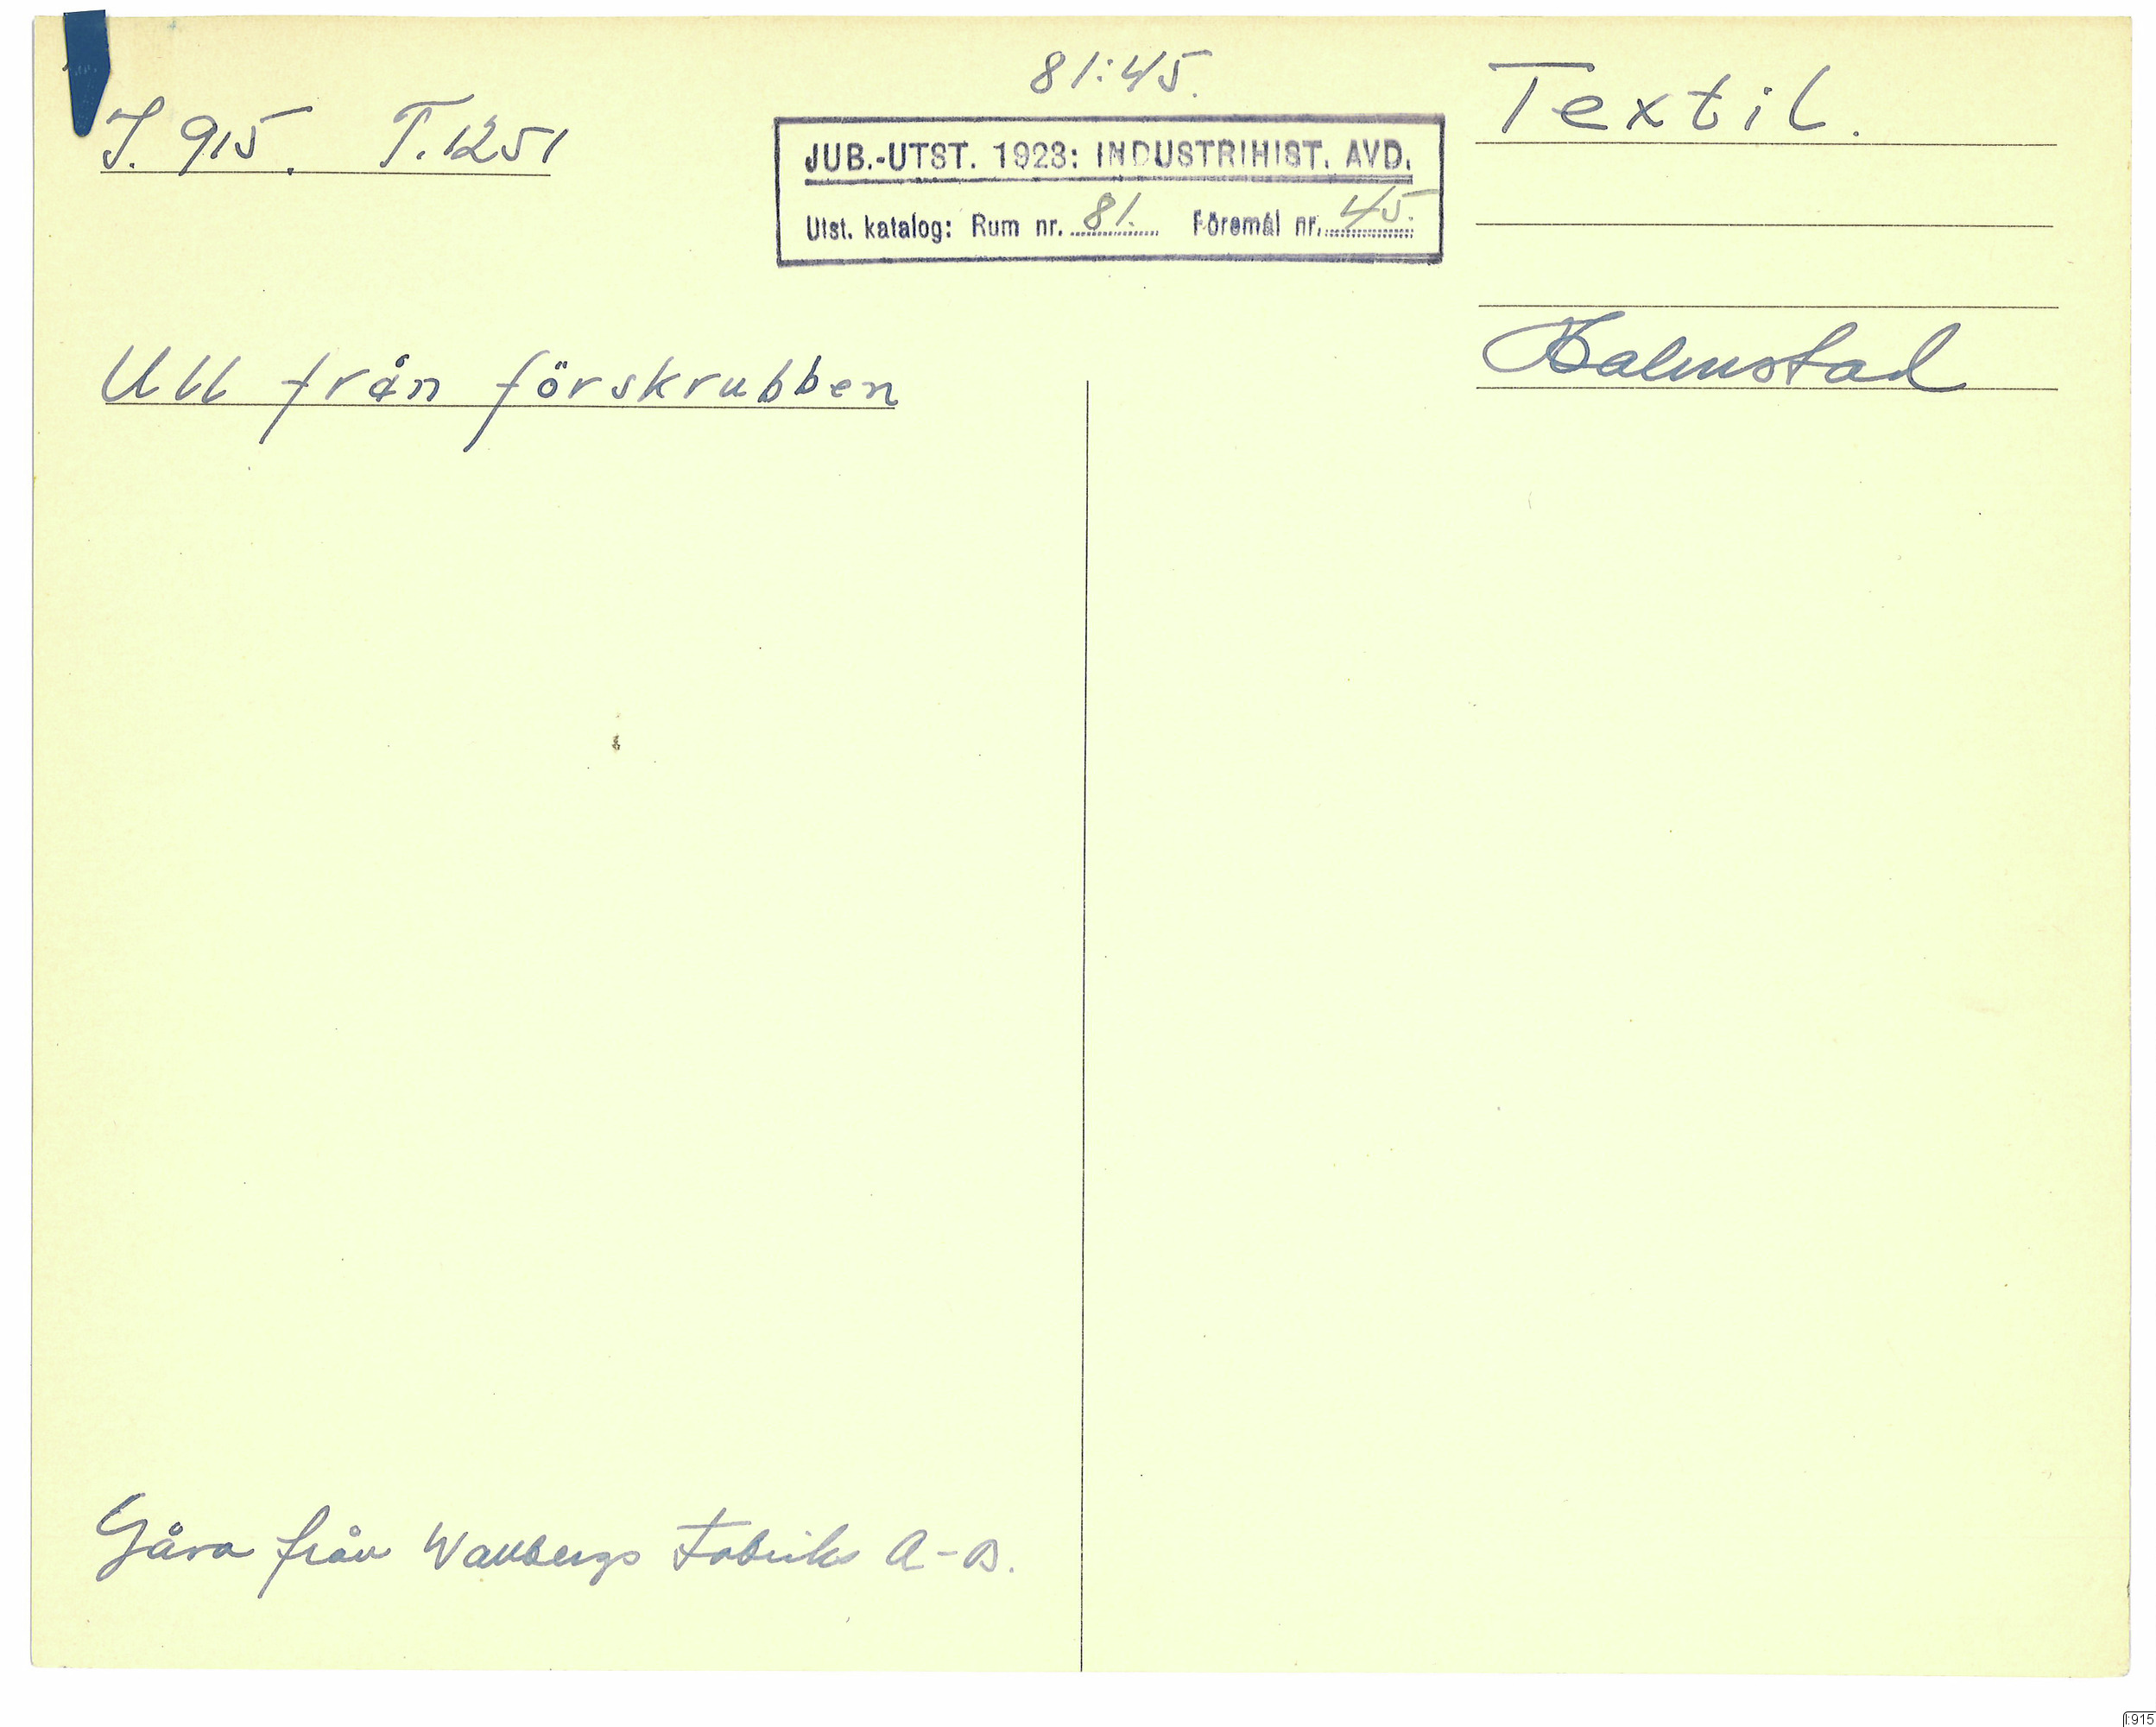 81:45.
Textil.
I. 915. T. 1251
JUB.-UTST. 1923: INDUSTRIHIST. AVD.
Utst. katalog: Rum nr. 81. Föremål nr. 45.
Halmstad
Ull från förskrubben
Gåva från Wallbergs Fabriks A-B.
I:915